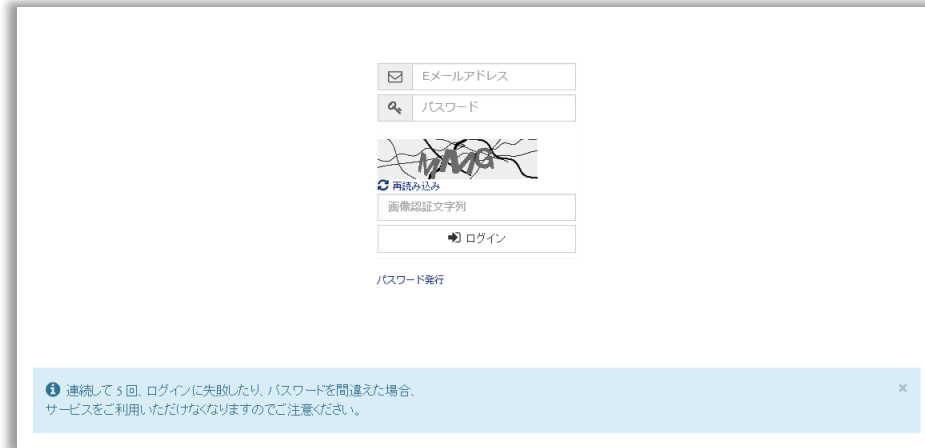 Eメールアドレス
パスワード
再読み込み
画像認証文字列
ログイン
パスワード発行
連続して5回、ログインに失敗したり、パスワードを間違えた場合、
サービスをご利用いただけなくなりますのでご注意ください。